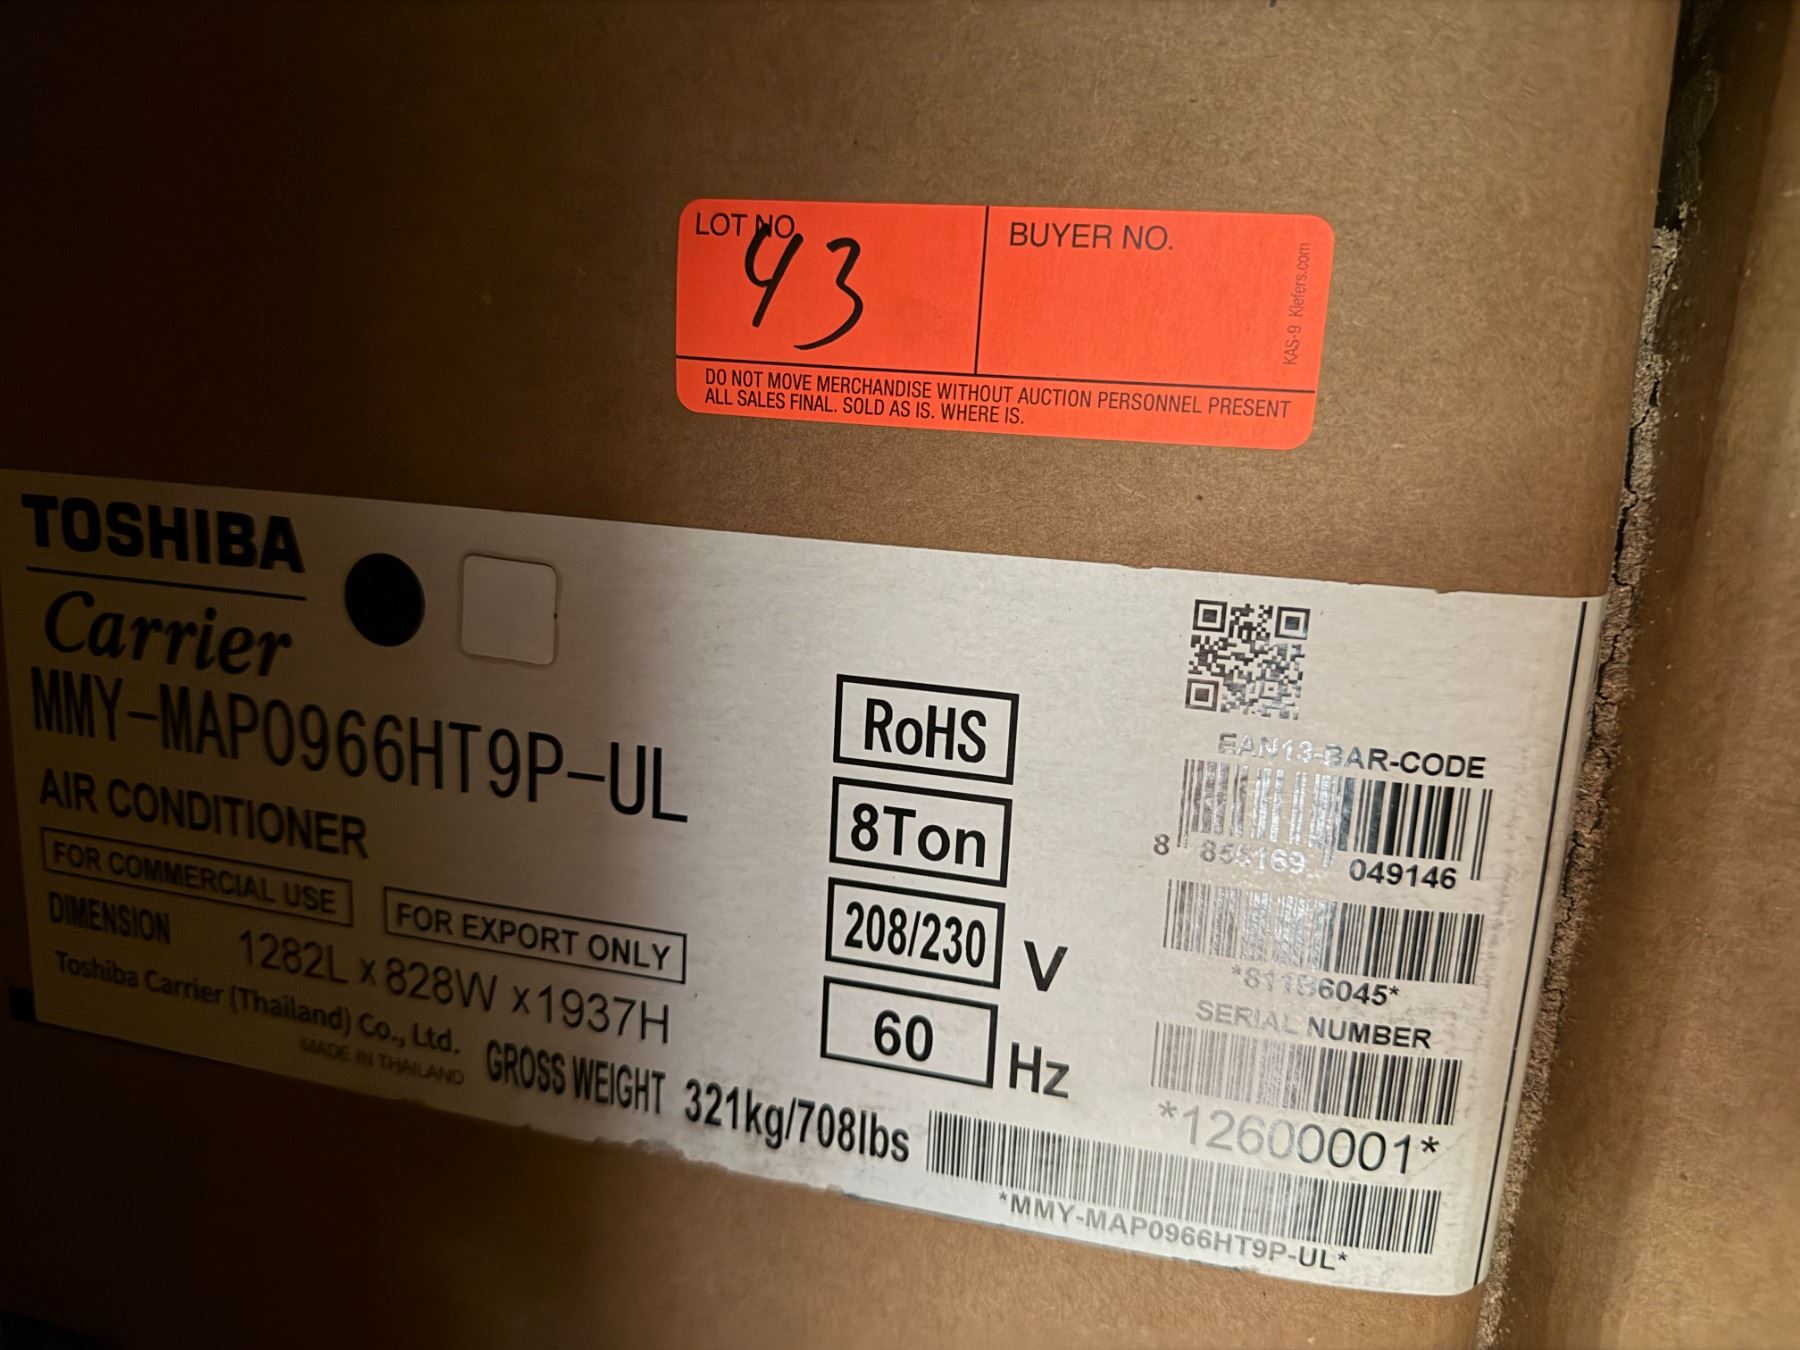 LOT NO.
43
BUYER NO.
KAS-9 Kiefers.com
DO NOT MOVE MERCHANDISE WITHOUT AUCTION PERSONNEL PRESENT
ALL SALES FINAL. SOLD AS IS. WHERE IS.
TOSHIBA
Carrier
MMY-MAP0966HT9P-UL
AIR CONDITIONER
FOR COMMERCIAL USE
FOR EXPORT ONLY
DIMENSION 1282L x 828W x 1937H
Toshiba Carrier (Thailand) Co., Ltd.
MADE IN THAILAND
GROSS WEIGHT 321kg/708lbs
RoHS
8Ton
208/230 V
60 Hz
EAN13-BAR-CODE
8 855169 049146
*811B6045*
SERIAL NUMBER
*12600001*
*MMY-MAP0966HT9P-UL*